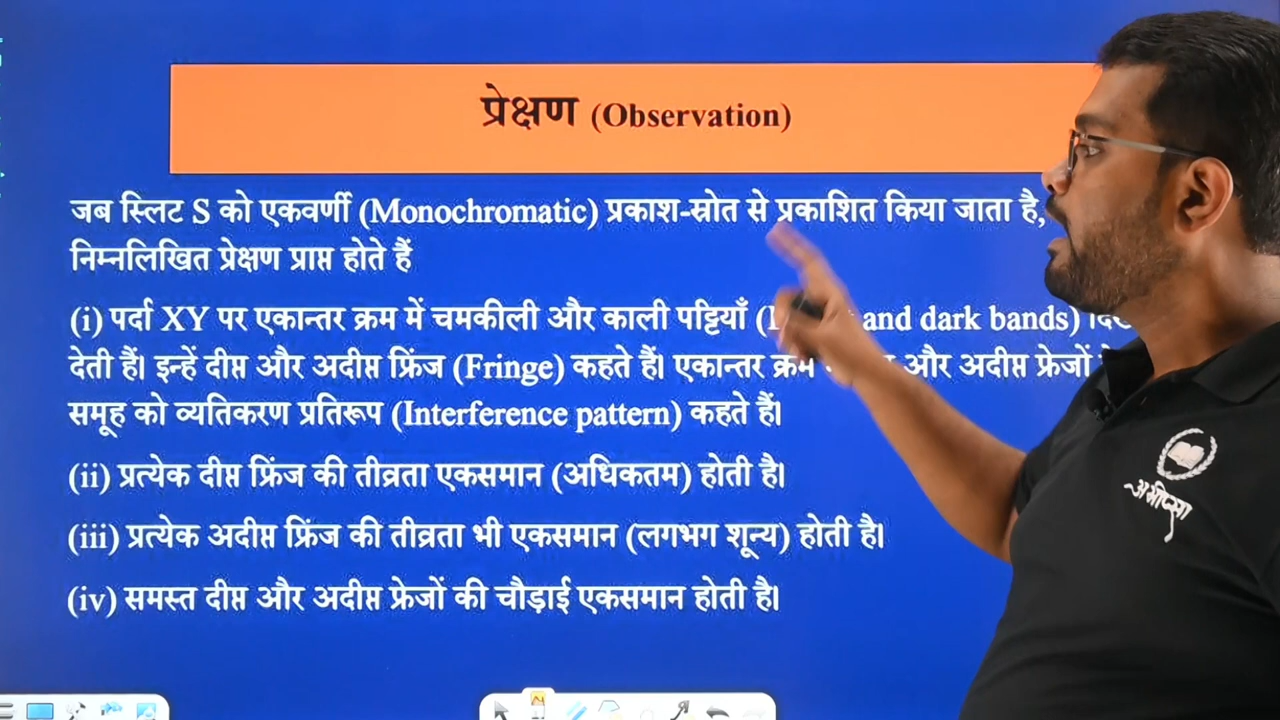 प्रेक्षण (Observation)
जब स्लिट S को एकवर्णी (Monochromatic) प्रकाश-स्रोत से प्रकाशित किया जाता है,
निम्नलिखित प्रेक्षण प्राप्त होते हैं
(i) पर्दा XY पर एकान्तर क्रम में चमकीली और काली पट्टियाँ and dark bands)
देती हैं। इन्हें दीप्त और अदीप्त फ्रिंज (Fringe) कहते हैं। एकान्तर क्रम और अदीप्त फ्रेंजों
समूह को व्यतिकरण प्रतिरूप (Interference pattern) कहते हैं।
(ii) प्रत्येक दीप्त फ्रिंज की तीव्रता एकसमान (अधिकतम) होती है।
(iii) प्रत्येक अदीप्त फ्रिंज की तीव्रता भी एकसमान (लगभग शून्य) होती है।
(iv) समस्त दीप्त और अदीप्त फ्रेजों की चौड़ाई एकसमान होती है।
अभीप्सा